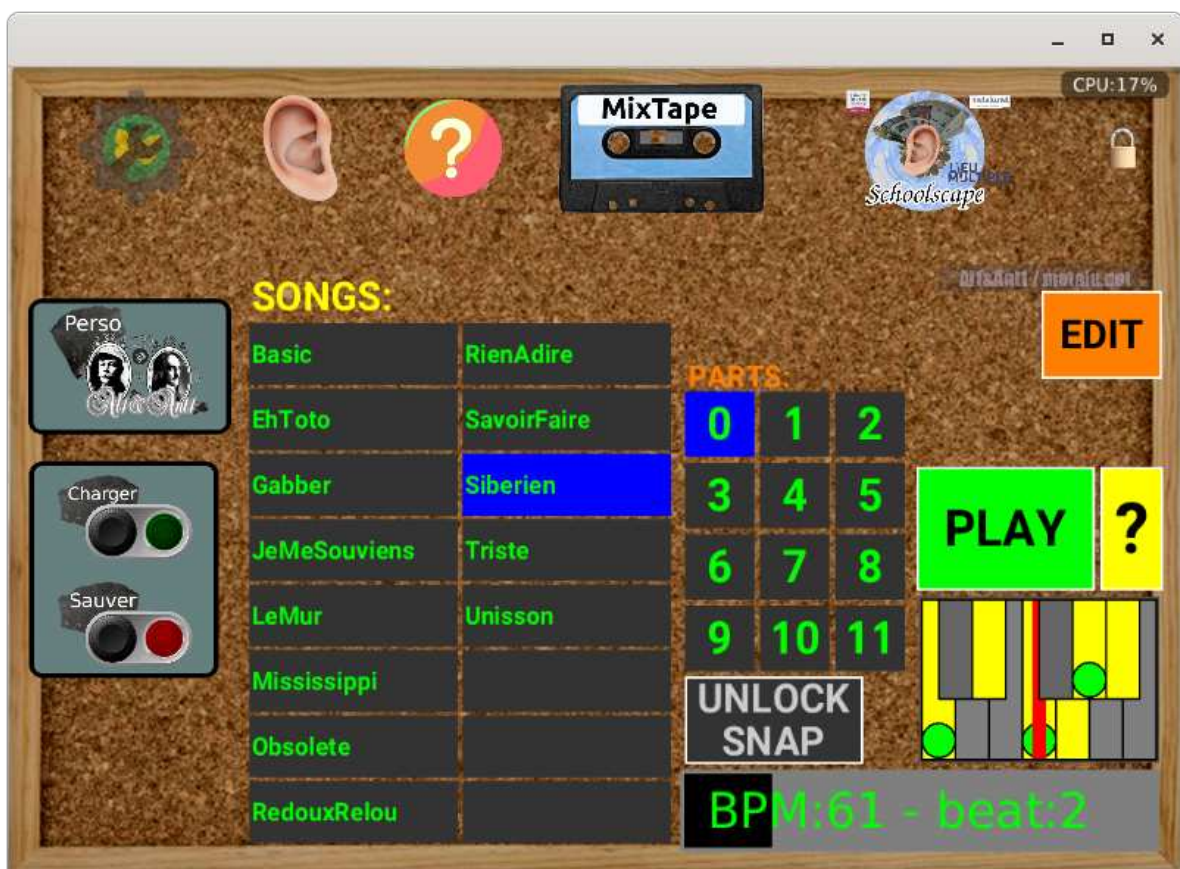 CPU:17%
MixTape
Schoolscape
SONGS:
Perso
EDIT
Basic
RienAdire
PARTS:
EhToto
SavoirFaire
0 1 2
Gabber
Siberien
Charger
3 4 5
PLAY ?
JeMeSouviens
Triste
6 7 8
Sauver
LeMur
Unisson
9 10 11
Mississippi
UNLOCK
SNAP
Obsolete
RedouxRelou
BPM:61 - beat:2